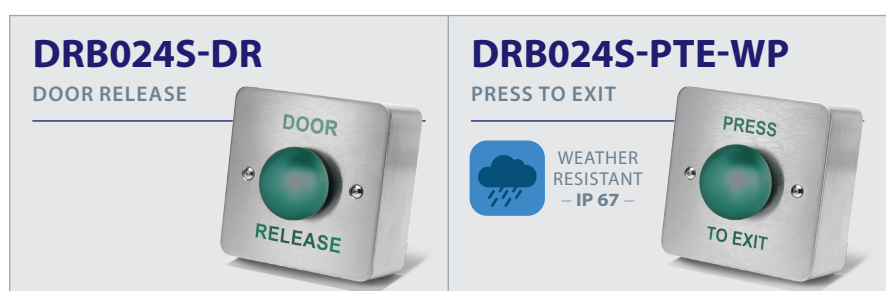 DRB024S-DR
DOOR RELEASE
DOOR
RELEASE
DRB024S-PTE-WP
PRESS TO EXIT
WEATHER
RESISTANT
– IP 67 –
PRESS
TO EXIT